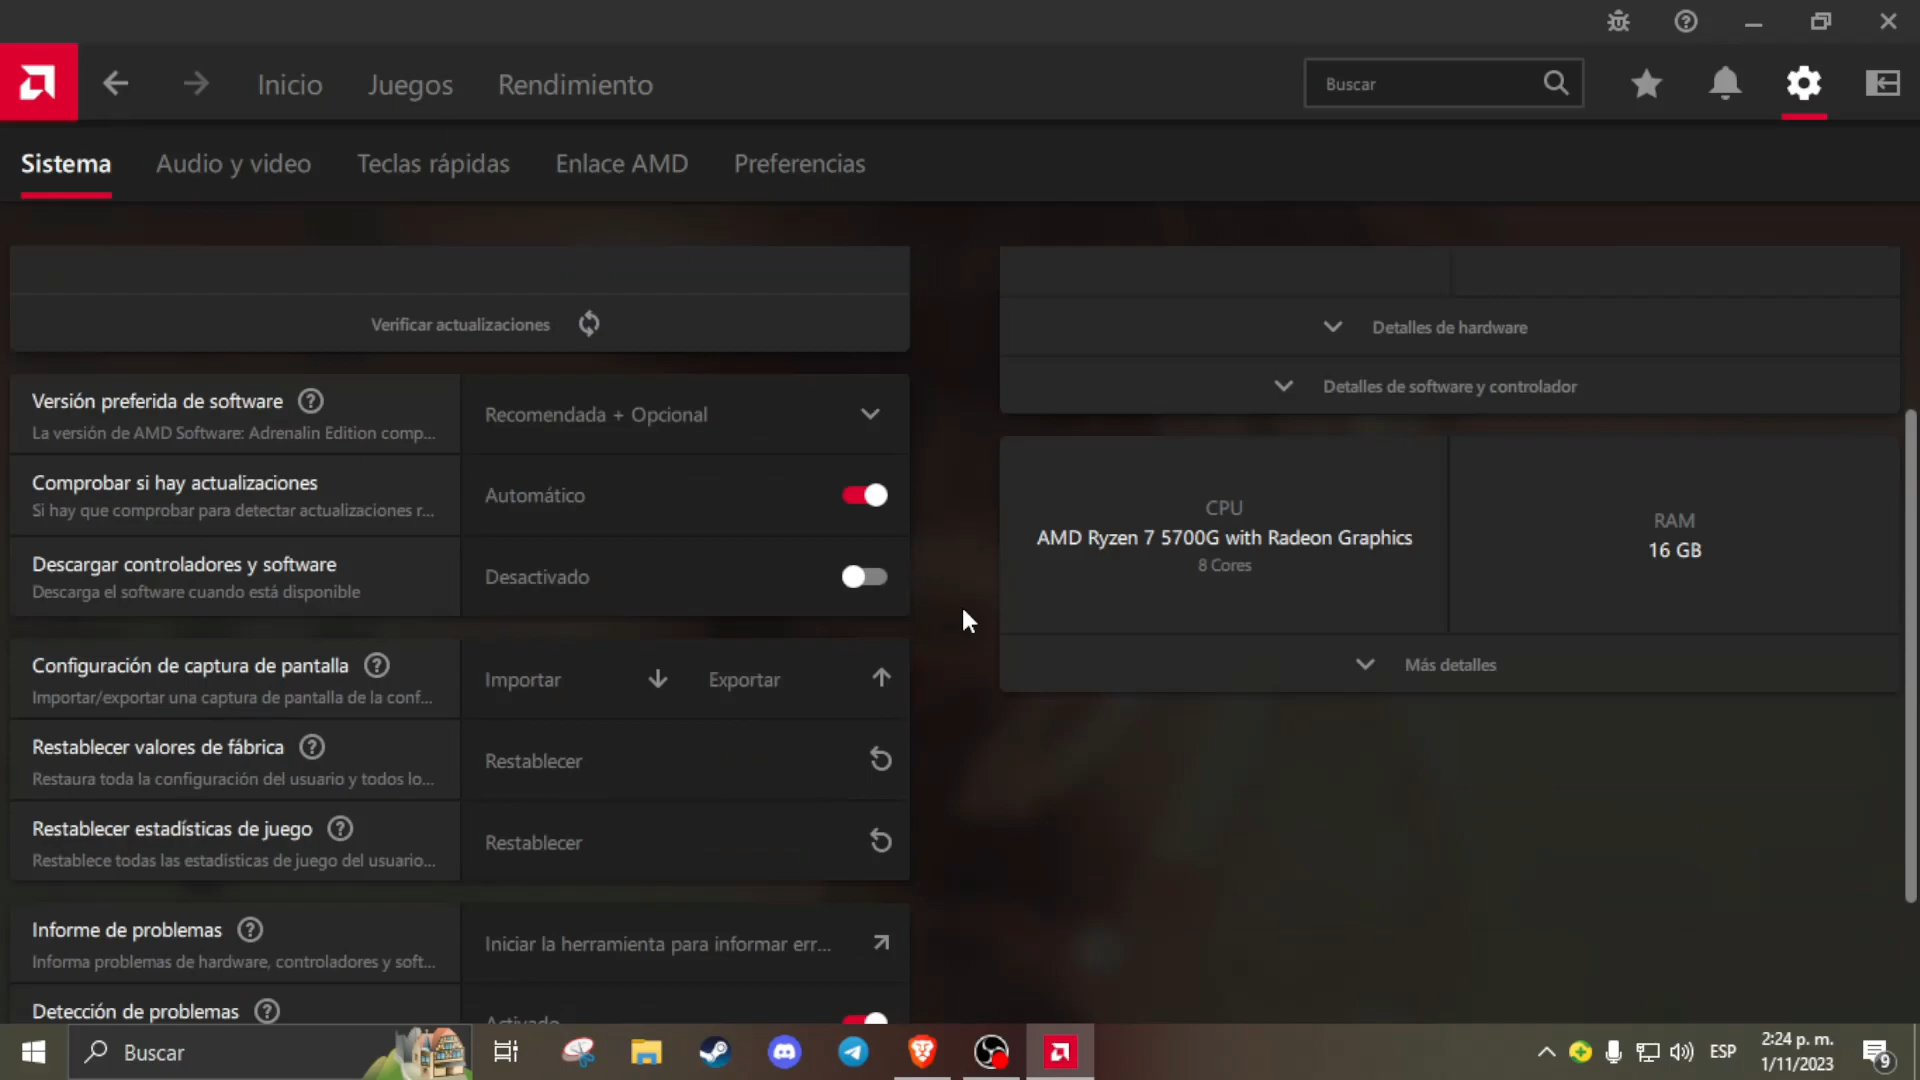 Inicio
Juegos
Rendimiento
Buscar
Sistema
Audio y video
Teclas rápidas
Enlace AMD
Preferencias
Verificar actualizaciones
Versión preferida de software
La versión de AMD Software: Adrenalin Edition comp...
Recomendada + Opcional
Comprobar si hay actualizaciones
Si hay que comprobar para detectar actualizaciones r...
Automático
Descargar controladores y software
Descarga el software cuando está disponible
Desactivado
Configuración de captura de pantalla
Importar/exportar una captura de pantalla de la conf...
Importar
Exportar
Restablecer valores de fábrica
Restaura toda la configuración del usuario y todos lo...
Restablecer
Restablecer estadísticas de juego
Restablece todas las estadísticas de juego del usuario...
Restablecer
Informe de problemas
Informa problemas de hardware, controladores y soft...
Iniciar la herramienta para informar err...
Detección de problemas
Activado
Detalles de hardware
Detalles de software y controlador
CPU
AMD Ryzen 7 5700G with Radeon Graphics
8 Cores
RAM
16 GB
Más detalles
Buscar
ESP
2:24 p. m.
1/11/2023
9